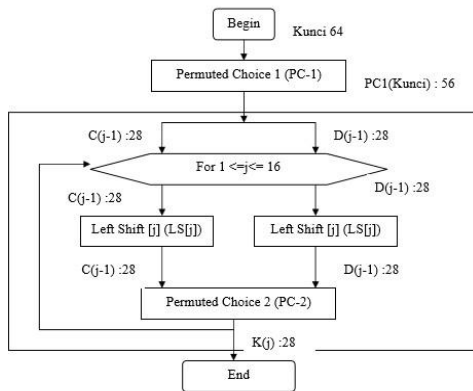 Begin
Kunci 64
Permuted Choice 1 (PC-1)
PC1(Kunci) : 56
C(j-1) :28
D(j-1) :28
For 1 <=j<= 16
C(j-1) :28
D(j-1) :28
Left Shift [j] (LS[j])
Left Shift [j] (LS[j])
C(j-1) :28
D(j-1) :28
Permuted Choice 2 (PC-2)
K(j) :28
End